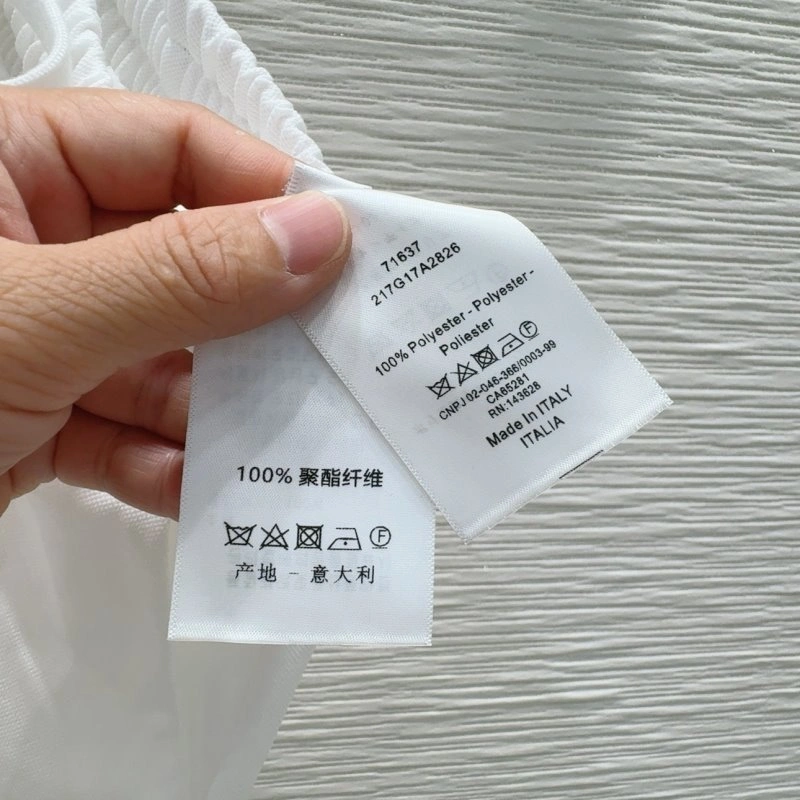 71637
217G17A2826
100% Polyester - Polyester -
Poliester
F
CNPJ 02-046-366/0003-99
CA65281
RN:143628
Made In ITALY
ITALIA
100% 聚酯纤维
F
产地 - 意大利